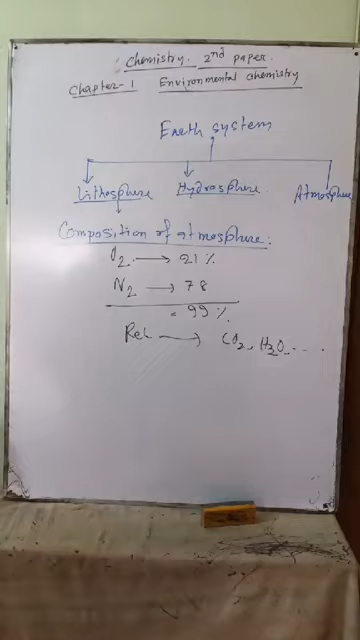 Chemistry. 2nd paper.
Chapter-1 Environmental chemistry
Earth system
Lithosphere Hydrosphere. Atmosphere
Composition of atmosphere:
O2. → 21 %
N2 → 78
= 99 %
→ CO2, H2O. ...